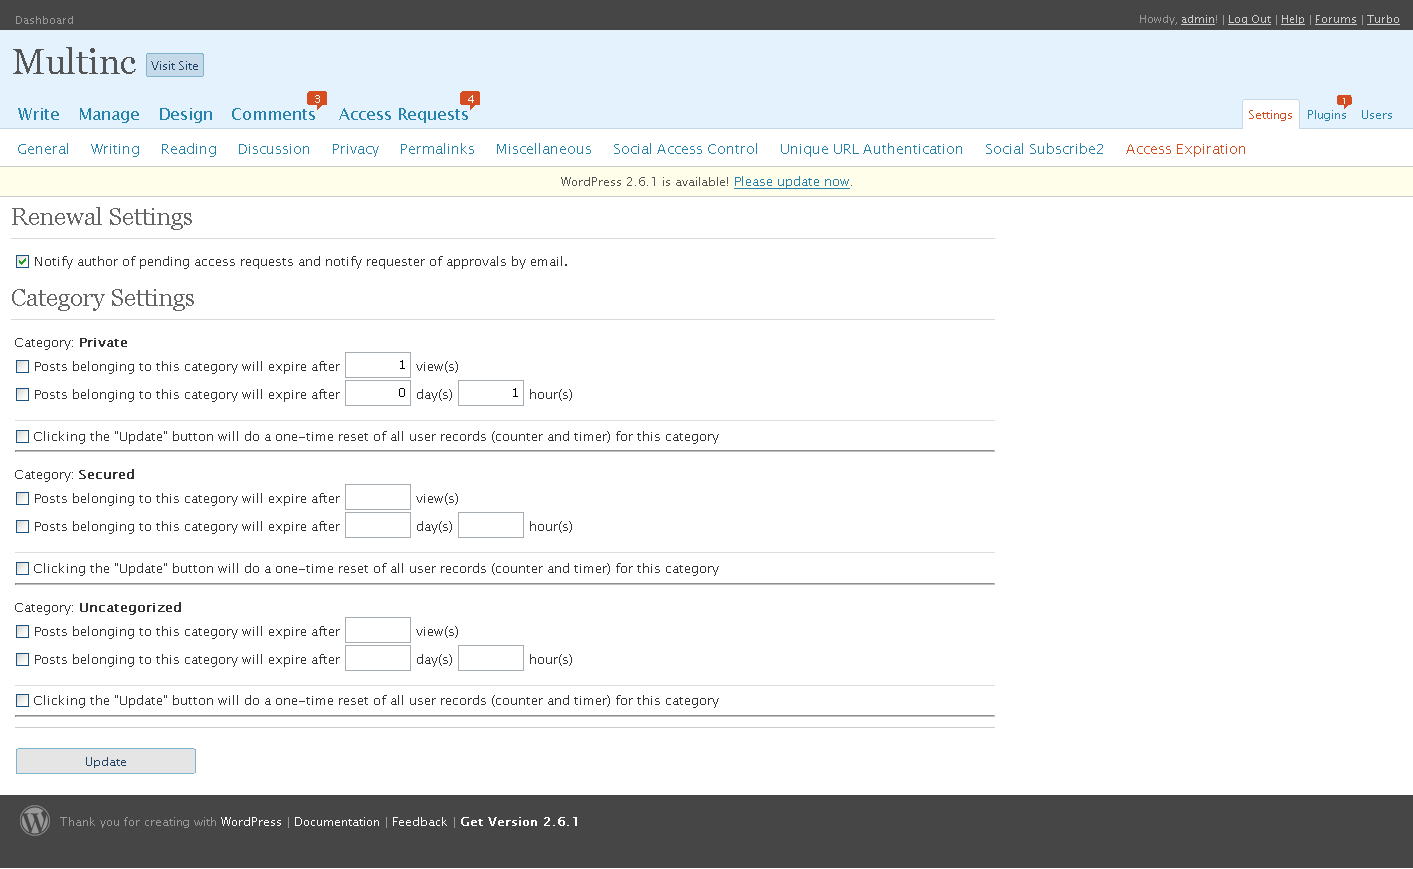 Dashboard
Howdy, admin! | Log Out | Help | Forums | Turbo
Multinc Visit Site
Write Manage Design Comments 3 Access Requests 4 Settings Plugins 1 Users
General Writing Reading Discussion Privacy Permalinks Miscellaneous Social Access Control Unique URL Authentication Social Subscribe2 Access Expiration
WordPress 2.6.1 is available! Please update now.
Renewal Settings
Notify author of pending access requests and notify requester of approvals by email.
Category Settings
Category: Private
Posts belonging to this category will expire after 1 view(s)
Posts belonging to this category will expire after 0 day(s) 1 hour(s)
Clicking the "Update" button will do a one-time reset of all user records (counter and timer) for this category
Category: Secured
Posts belonging to this category will expire after view(s)
Posts belonging to this category will expire after day(s) hour(s)
Clicking the "Update" button will do a one-time reset of all user records (counter and timer) for this category
Category: Uncategorized
Posts belonging to this category will expire after view(s)
Posts belonging to this category will expire after day(s) hour(s)
Clicking the "Update" button will do a one-time reset of all user records (counter and timer) for this category
Update
Thank you for creating with WordPress | Documentation | Feedback | Get Version 2.6.1